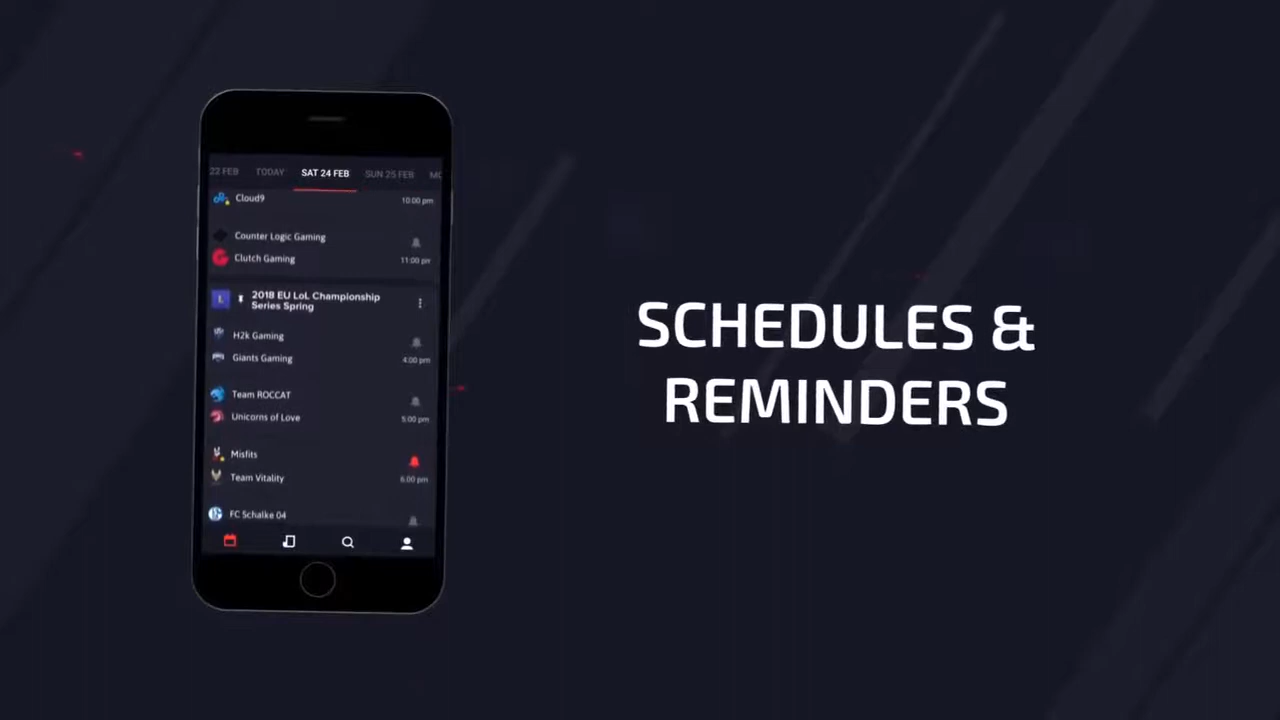 22 FEB TODAY SAT 24 FEB SUN 25 FEB MO
Cloud9
10:00 pm
Counter Logic Gaming
Clutch Gaming
11:00 pm
2018 EU LoL Championship
Series Spring
H2k Gaming
Giants Gaming
4:00 pm
Team ROCCAT
Unicorns of Love
5:00 pm
Misfits
Team Vitality
6:00 pm
FC Schalke 04
SCHEDULES &
REMINDERS